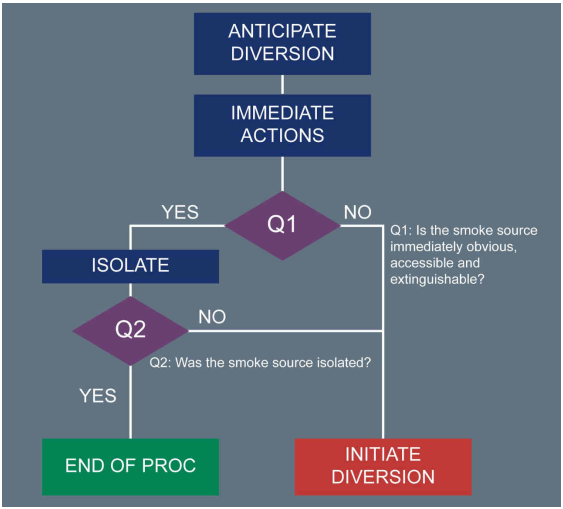 ANTICIPATE
DIVERSION
IMMEDIATE
ACTIONS
YES
Q1
NO
Q1: Is the smoke source
immediately obvious,
accessible and
extinguishable?
ISOLATE
Q2
NO
Q2: Was the smoke source isolated?
YES
END OF PROC
INITIATE
DIVERSION